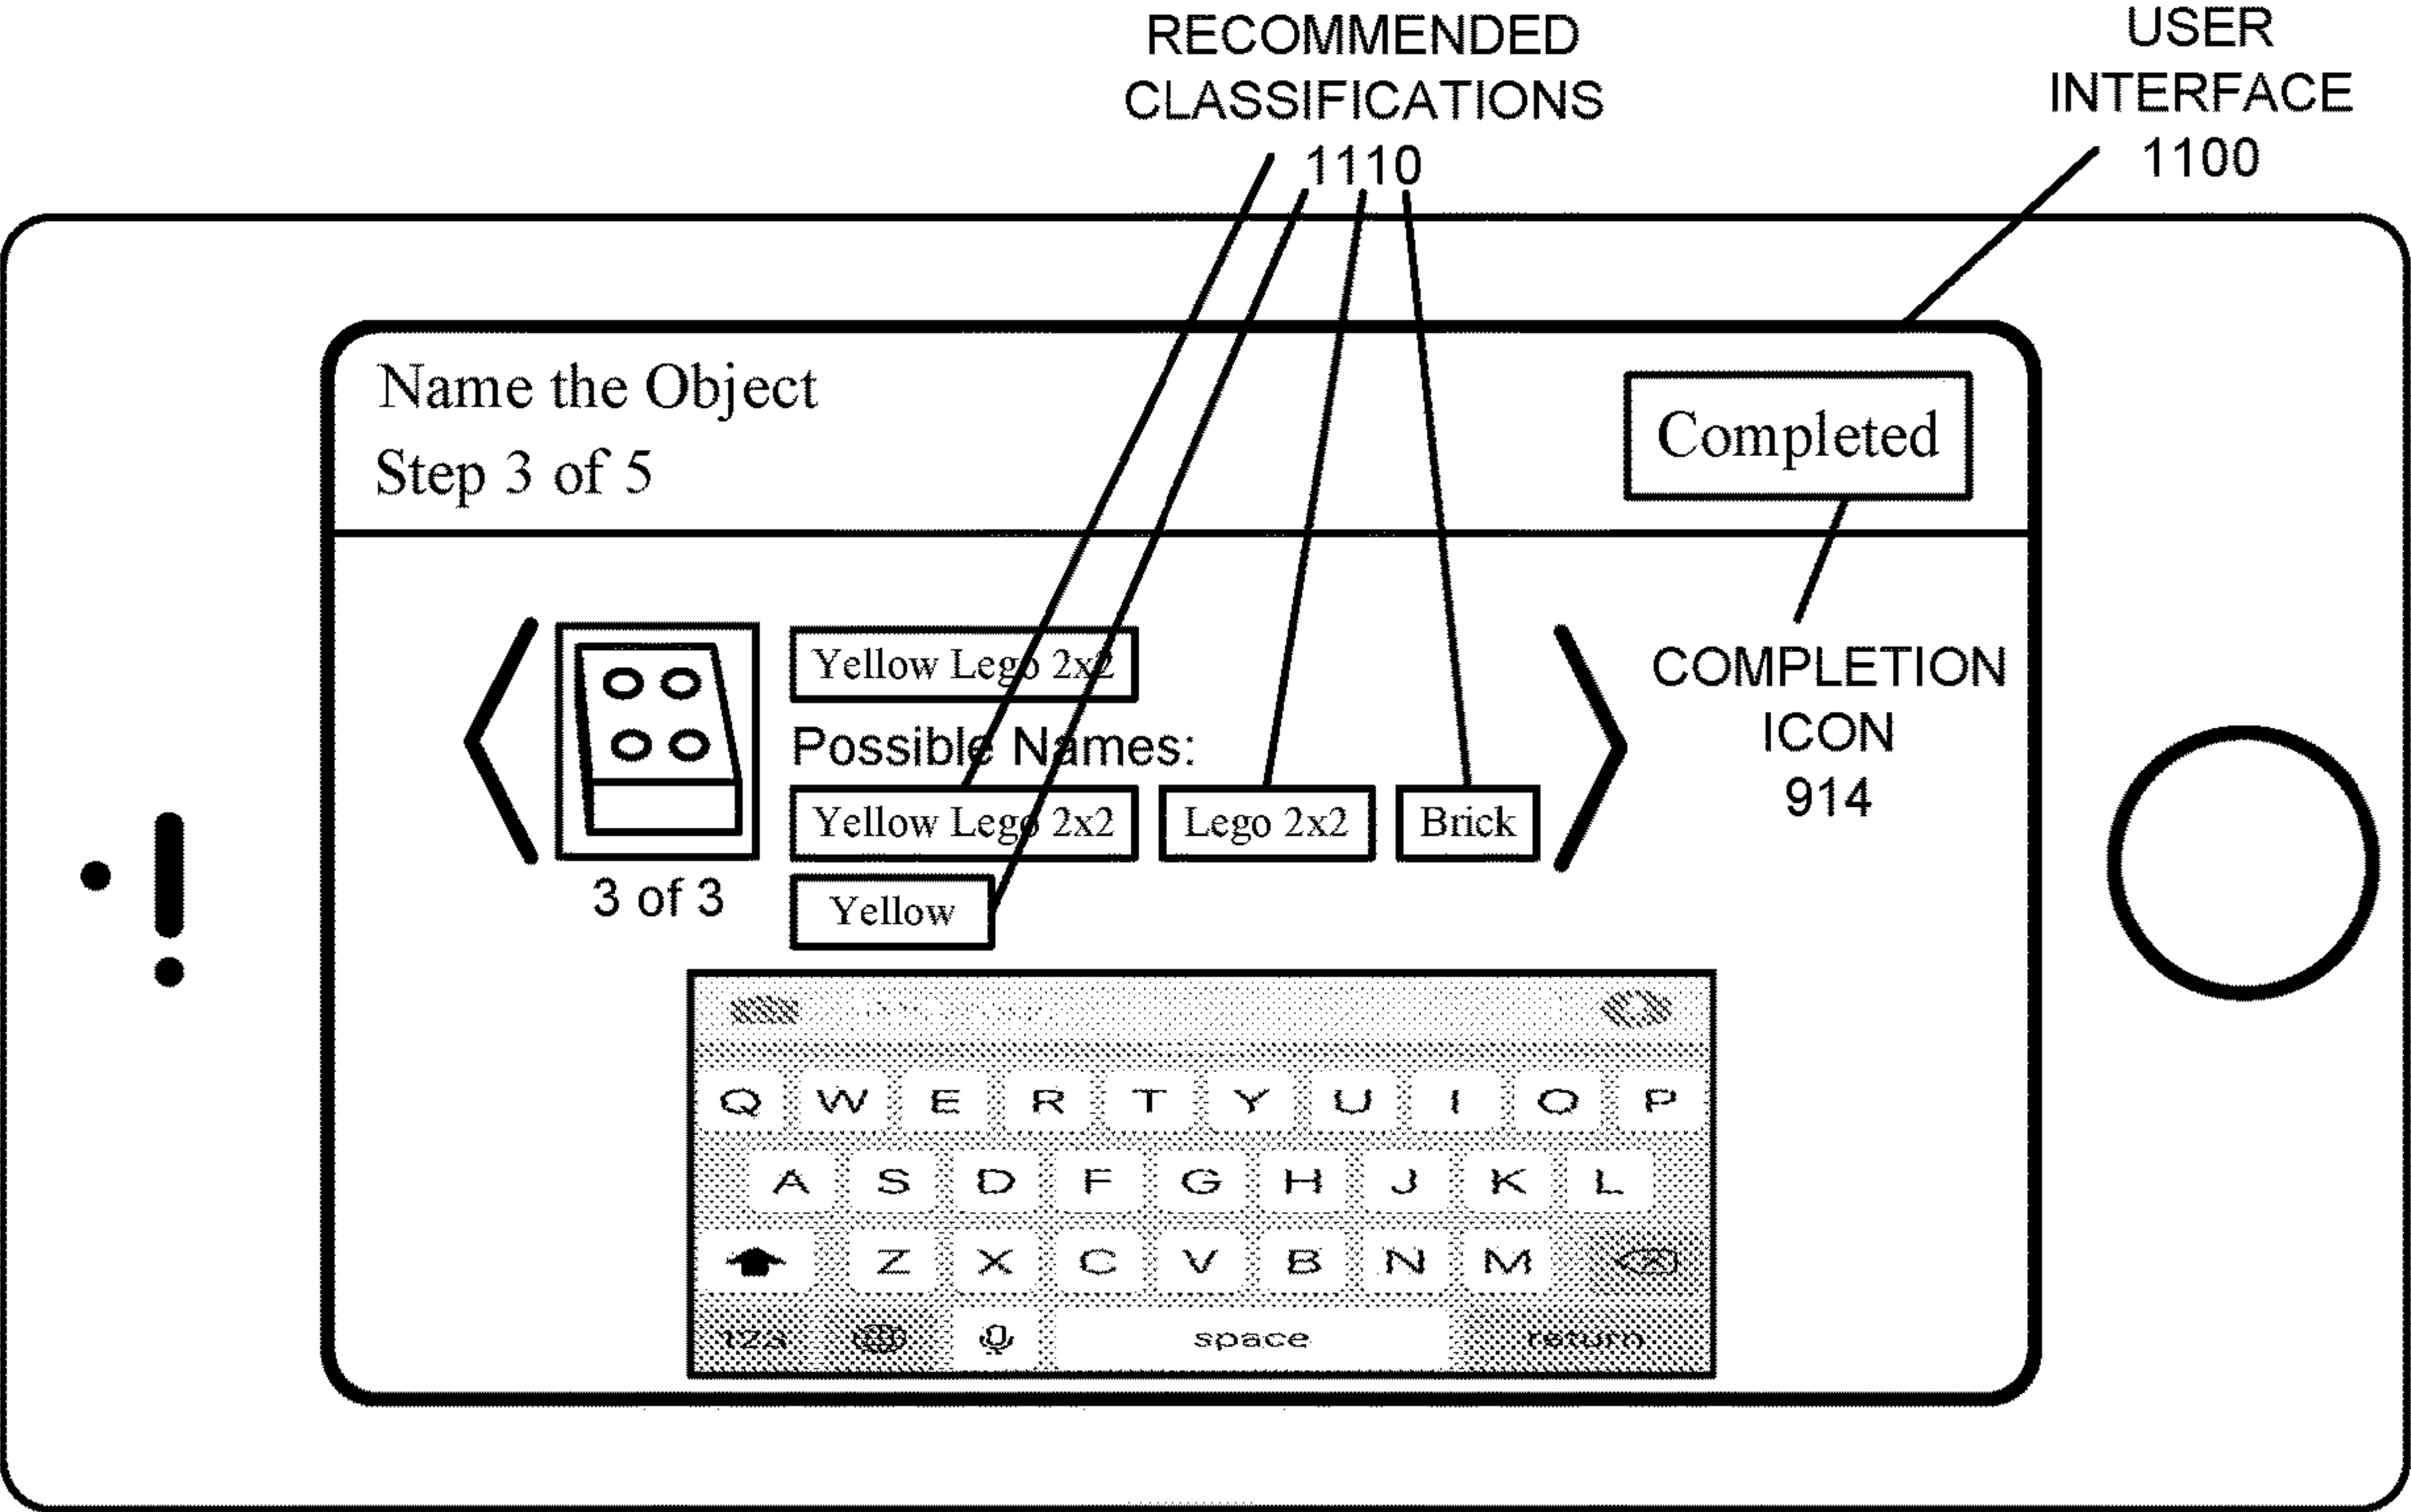 RECOMMENDED
CLASSIFICATIONS
1110
USER
INTERFACE
1100
Name the Object
Step 3 of 5
Completed
COMPLETION
ICON
914
Yellow Lego 2x2
Possible Names:
Yellow Lego 2x2 Lego 2x2 Brick
Yellow
3 of 3
Q W E R T Y U I O P
A S D F G H J K L
Z X C V B N M
123 space return